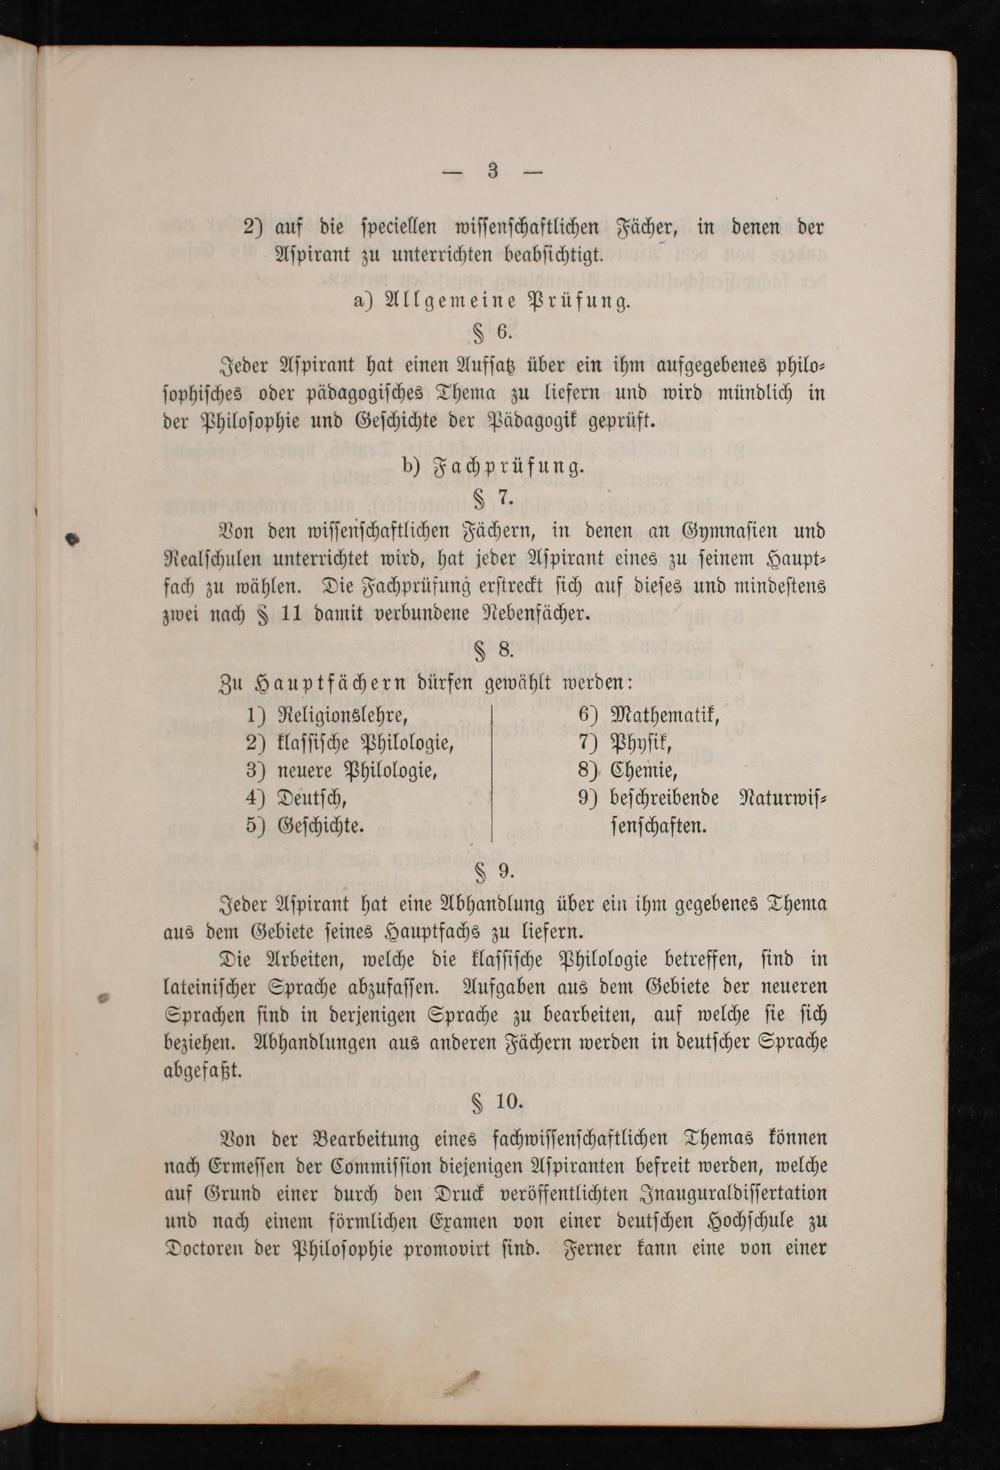 — 3 —
2) auf die speciellen wissenschaftlichen Fächer, in denen der
Aspirant zu unterrichten beabsichtigt.
a) Allgemeine Prüfung.
§ 6.
Jeder Aspirant hat einen Aufsatz über ein ihm aufgegebenes philo-
sophisches oder pädagogisches Thema zu liefern und wird mündlich in
der Philosophie und Geschichte der Pädagogik geprüft.
b) Fachprüfung.
§ 7.
Von den wissenschaftlichen Fächern, in denen an Gymnasien und
Realschulen unterrichtet wird, hat jeder Aspirant eines zu seinem Haupt-
fach zu wählen. Die Fachprüfung erstreckt sich auf dieses und mindestens
zwei nach § 11 damit verbundene Nebenfächer.
§ 8.
Zu Hauptfächern dürfen gewählt werden:
1) Religionslehre,
2) klassische Philologie,
3) neuere Philologie,
4) Deutsch,
5) Geschichte.
6) Mathematik,
7) Physik,
8) Chemie,
9) beschreibende Naturwis-
senschaften.
§ 9.
Jeder Aspirant hat eine Abhandlung über ein ihm gegebenes Thema
aus dem Gebiete seines Hauptfachs zu liefern.
Die Arbeiten, welche die klassische Philologie betreffen, sind in
lateinischer Sprache abzufassen. Aufgaben aus dem Gebiete der neueren
Sprachen sind in derjenigen Sprache zu bearbeiten, auf welche sie sich
beziehen. Abhandlungen aus anderen Fächern werden in deutscher Sprache
abgefaßt.
§ 10.
Von der Bearbeitung eines fachwissenschaftlichen Themas können
nach Ermessen der Commission diejenigen Aspiranten befreit werden, welche
auf Grund einer durch den Druck veröffentlichten Inauguraldissertation
und nach einem förmlichen Examen von einer deutschen Hochschule zu
Doctoren der Philosophie promovirt sind. Ferner kann eine von einer